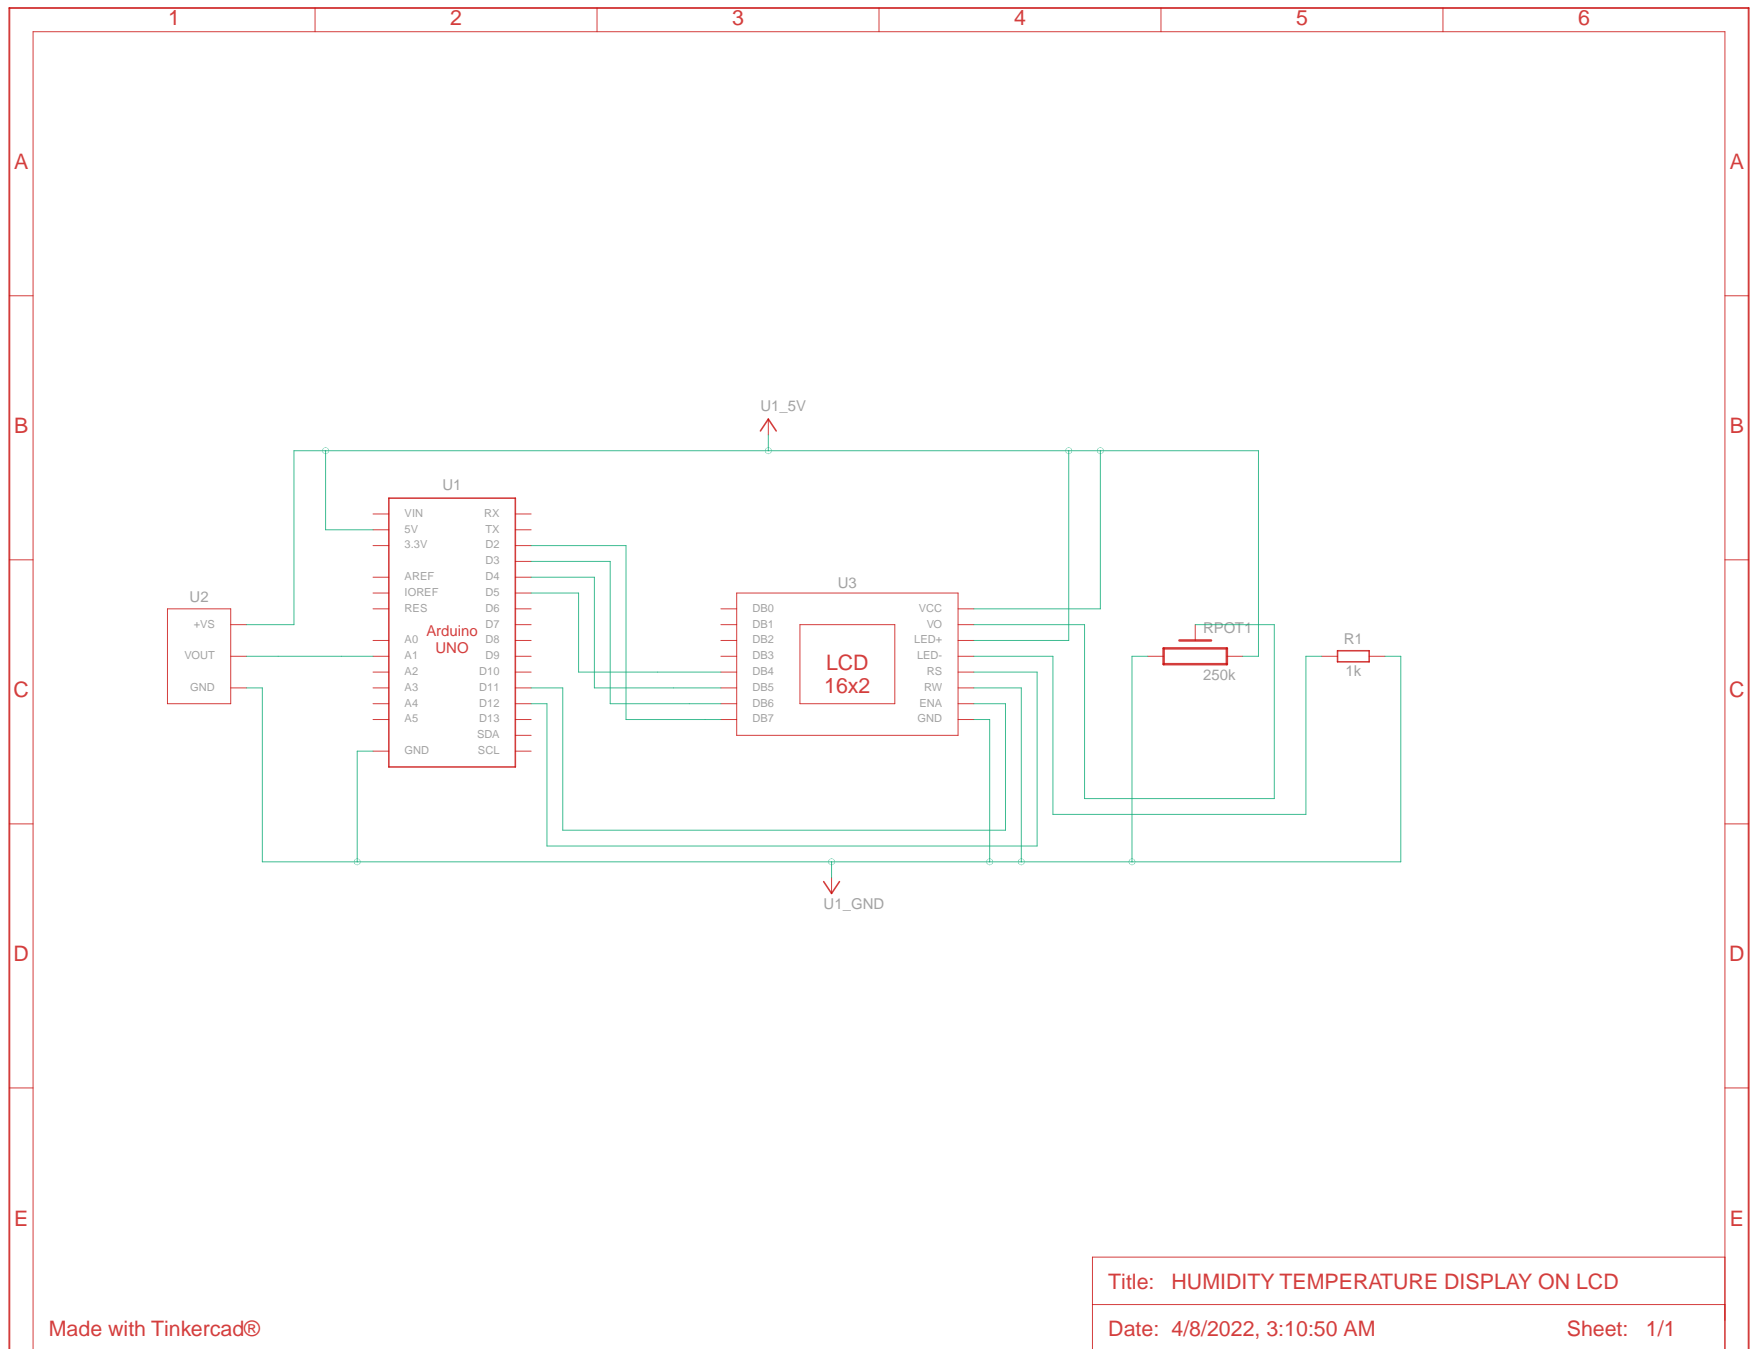 1 2 3 4 5 6
A A
B B
C C
D D
E E
U1_5V
U1
VIN RX
5V TX
3.3V D2
D3
AREF D4
IOREF D5
RES D6
D7
A0 D8
A1 D9
A2 D10
A3 D11
A4 D12
A5 D13
SDA
GND SCL
Arduino
UNO
U2
+VS
VOUT
GND
U3
DB0 VCC
DB1 VO
DB2 LED+
DB3 LED-
DB4 RS
DB5 RW
DB6 ENA
DB7 GND
LCD
16x2
RPOT1
250k
R1
1k
U1_GND
Title: HUMIDITY TEMPERATURE DISPLAY ON LCD
Made with Tinkercad®
Date: 4/8/2022, 3:10:50 AM Sheet: 1/1